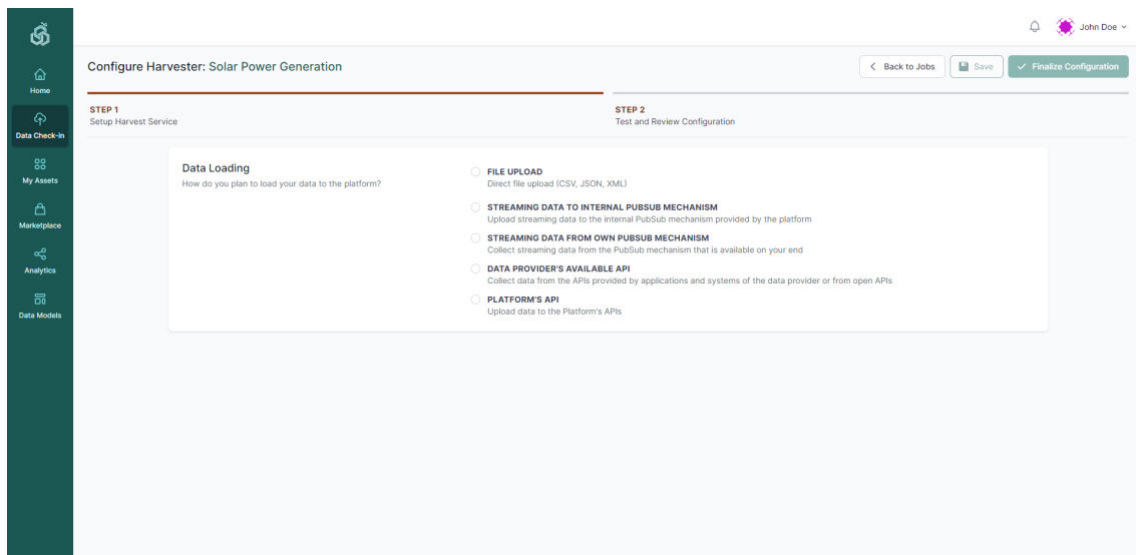 John Doe
Configure Harvester: Solar Power Generation
Back to Jobs
Save
Finalize Configuration
Home
Data Check-in
My Assets
Marketplace
Analytics
Data Models
STEP 1
Setup Harvest Service
STEP 2
Test and Review Configuration
Data Loading
How do you plan to load your data to the platform?
FILE UPLOAD
Direct file upload (CSV, JSON, XML)
STREAMING DATA TO INTERNAL PUBSUB MECHANISM
Upload streaming data to the internal PubSub mechanism provided by the platform
STREAMING DATA FROM OWN PUBSUB MECHANISM
Collect streaming data from the PubSub mechanism that is available on your end
DATA PROVIDER'S AVAILABLE API
Collect data from the APIs provided by applications and systems of the data provider or from open APIs
PLATFORM'S API
Upload data to the Platform's APIs